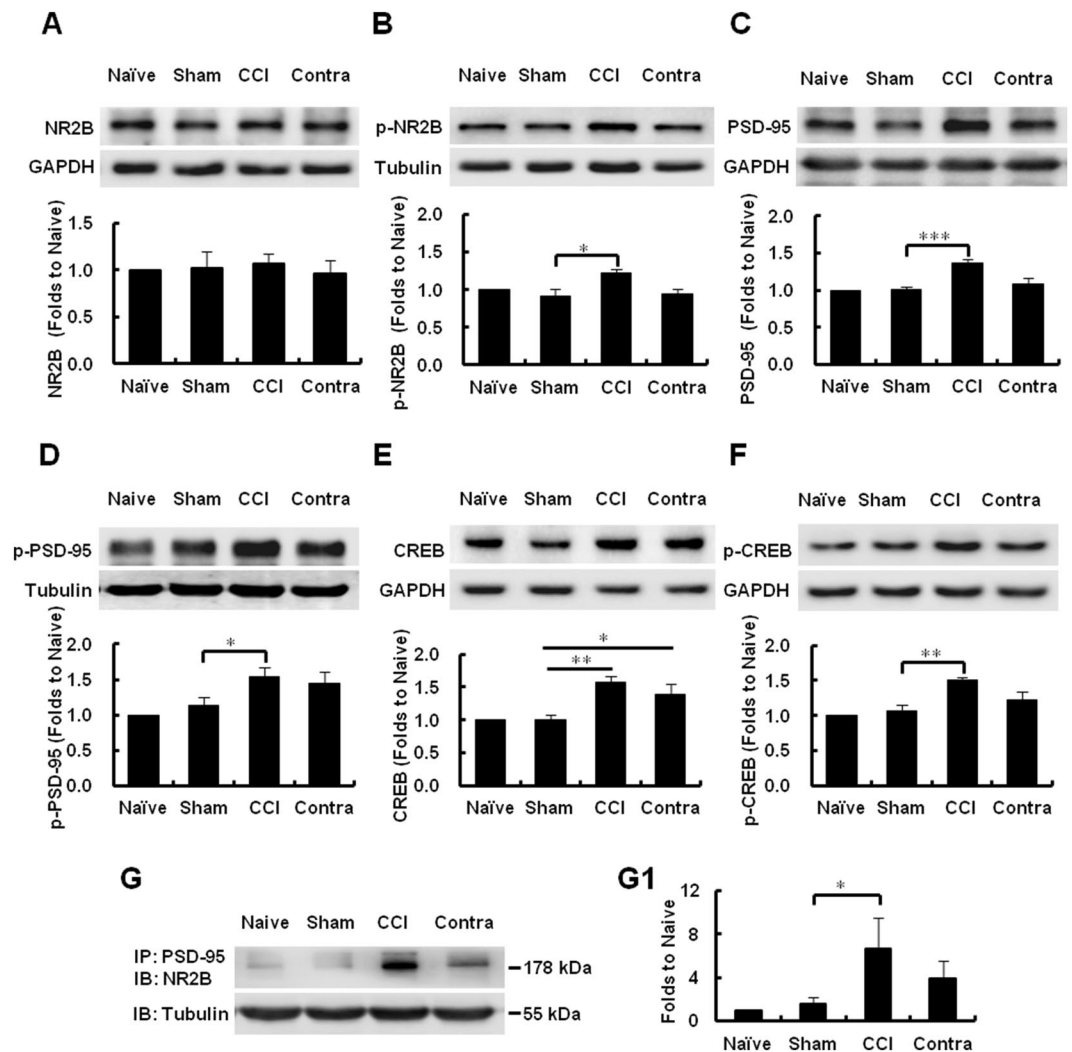 A
Naïve Sham CCI Contra
NR2B
GAPDH
NR2B (Folds to Naive)
1.5
1.0
0.5
0.0
Naïve Sham CCI Contra
B
Naive Sham CCI Contra
p-NR2B
Tubulin
p-NR2B (Folds to Naive)
2.0
1.5
1.0
0.5
0.0
*
Naïve Sham CCI Contra
C
Naive Sham CCI Contra
PSD-95
GAPDH
PSD-95 (Folds to Naive)
2.0
1.5
1.0
0.5
0.0
***
Naïve Sham CCI Contra
D
Naive Sham CCI Contra
p-PSD-95
Tubulin
p-PSD-95 (Folds to Naive)
2.0
1.5
1.0
0.5
0.0
*
Naïve Sham CCI Contra
E
Naïve Sham CCI Contra
CREB
GAPDH
CREB (Folds to Naive)
2.0
1.5
1.0
0.5
0.0
*
**
Naïve Sham CCI Contra
F
Naïve Sham CCI Contra
p-CREB
GAPDH
p-CREB (Folds to Naive)
2.0
1.5
1.0
0.5
0.0
**
Naïve Sham CCI Contra
G
Naive Sham CCI Contra
IP: PSD-95
IB: NR2B
178 kDa
IB: Tubulin
55 kDa
G1
Folds to Naive
12
8
4
0
*
Naïve Sham CCI Contra